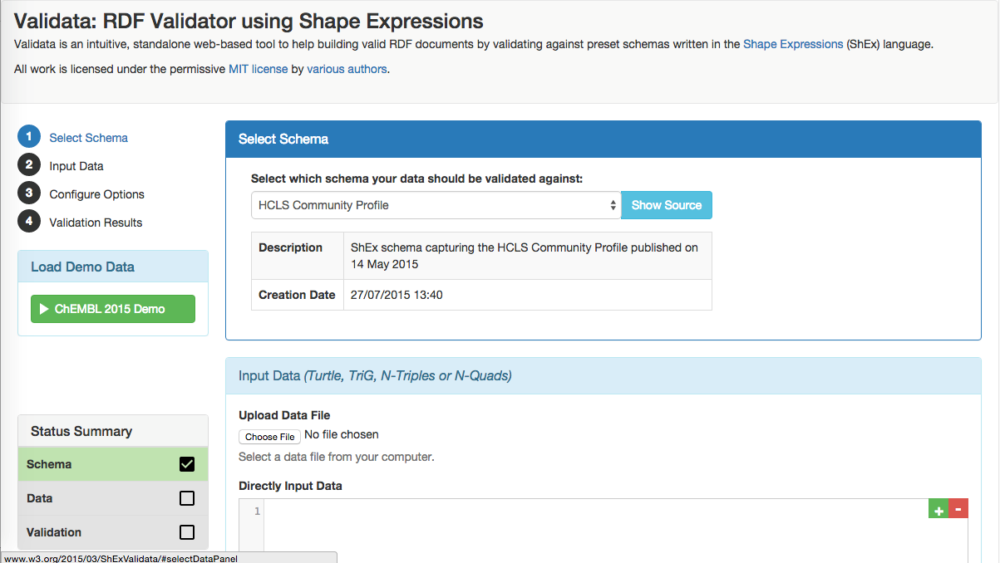 Validata: RDF Validator using Shape Expressions
Validata is an intuitive, standalone web-based tool to help building valid RDF documents by validating against preset schemas written in the Shape Expressions (ShEx) language.
All work is licensed under the permissive MIT license by various authors.
1 Select Schema
2 Input Data
3 Configure Options
4 Validation Results
Load Demo Data
ChEMBL 2015 Demo
Status Summary
Schema
Data
Validation
Select Schema
Select which schema your data should be validated against:
HCLS Community Profile Show Source
Description ShEx schema capturing the HCLS Community Profile published on
14 May 2015
Creation Date 27/07/2015 13:40
Input Data (Turtle, TriG, N-Triples or N-Quads)
Upload Data File
Choose File No file chosen
Select a data file from your computer.
Directly Input Data
1 + -
www.w3.org/2015/03/ShExValidata/#selectDataPanel